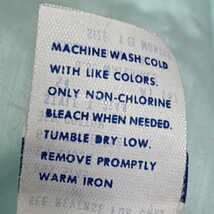 MACHINE WASH COLD
WITH LIKE COLORS.
ONLY NON-CHLORINE
BLEACH WHEN NEEDED.
TUMBLE DRY LOW.
REMOVE PROMPTLY
WARM IRON